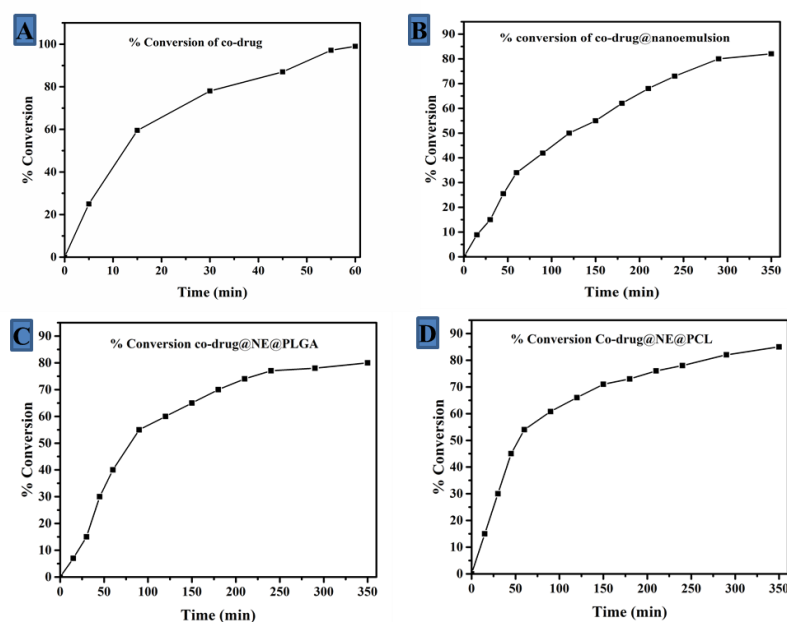 A
% Conversion of co-drug
100
80
60
40
20
0
% Conversion
0 10 20 30 40 50 60
Time (min)
B
% conversion of co-drug@nanoemulsion
80
70
60
50
40
30
20
10
0
% Conversion
0 50 100 150 200 250 300 350
Time (min)
C
% Conversion co-drug@NE@PLGA
90
80
70
60
50
40
30
20
10
0
% Conversion
0 50 100 150 200 250 300 350
Time (min)
D
% Conversion Co-drug@NE@PCL
90
80
70
60
50
40
30
20
10
0
% Conversion
0 50 100 150 200 250 300 350
Time (min)